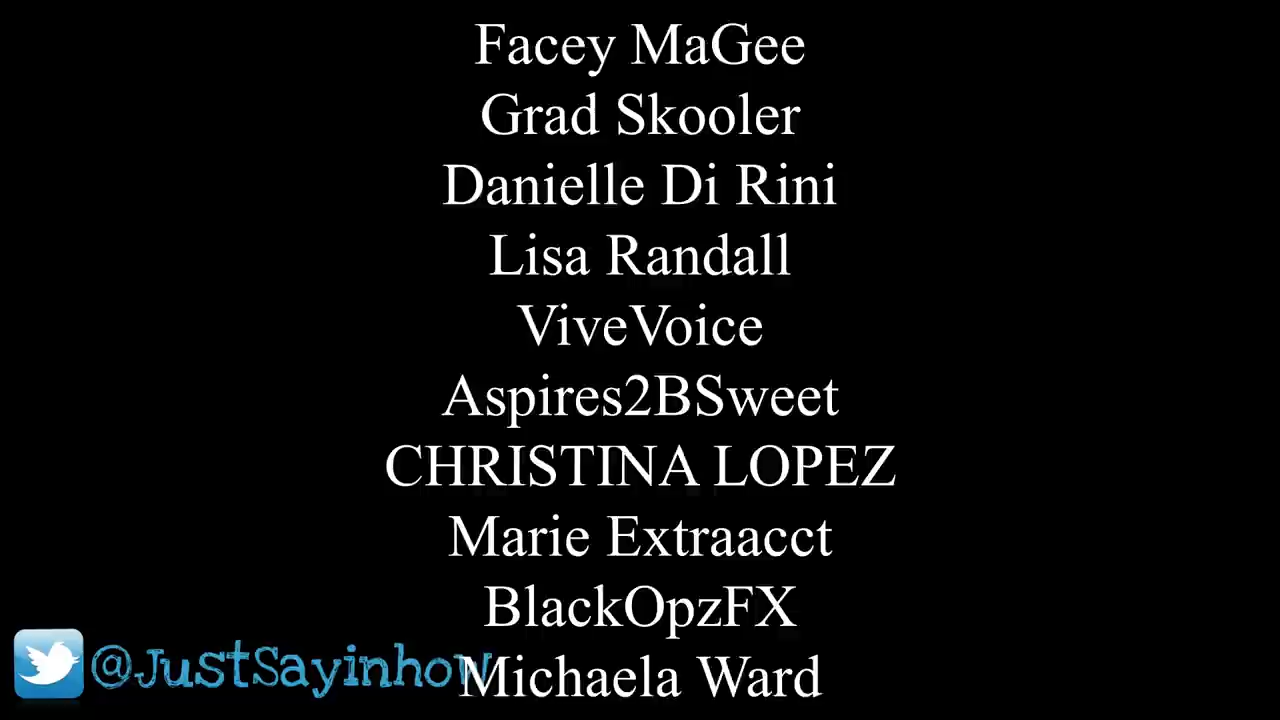 Facey MaGee
Grad Skooler
Danielle Di Rini
Lisa Randall
ViveVoice
Aspires2BSweet
CHRISTINA LOPEZ
Marie Extraacct
BlackOpzFX
@JustSayinhoW
Michaela Ward